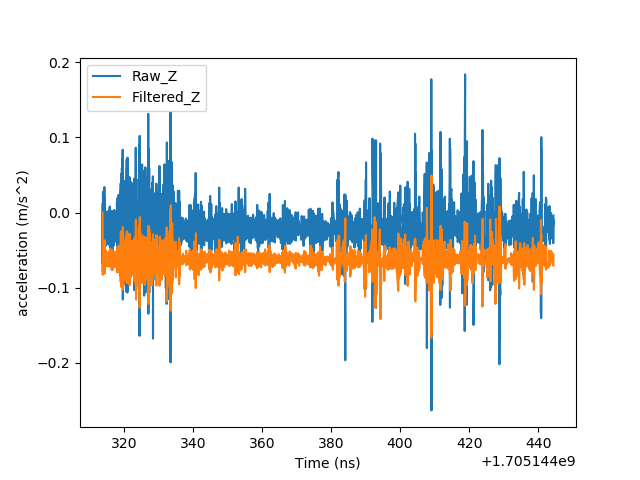 0.2
0.1
0.0
−0.1
−0.2
acceleration (m/s^2)
Raw_Z
Filtered_Z
320 340 360 380 400 420 440
Time (ns)
+1.705144e9